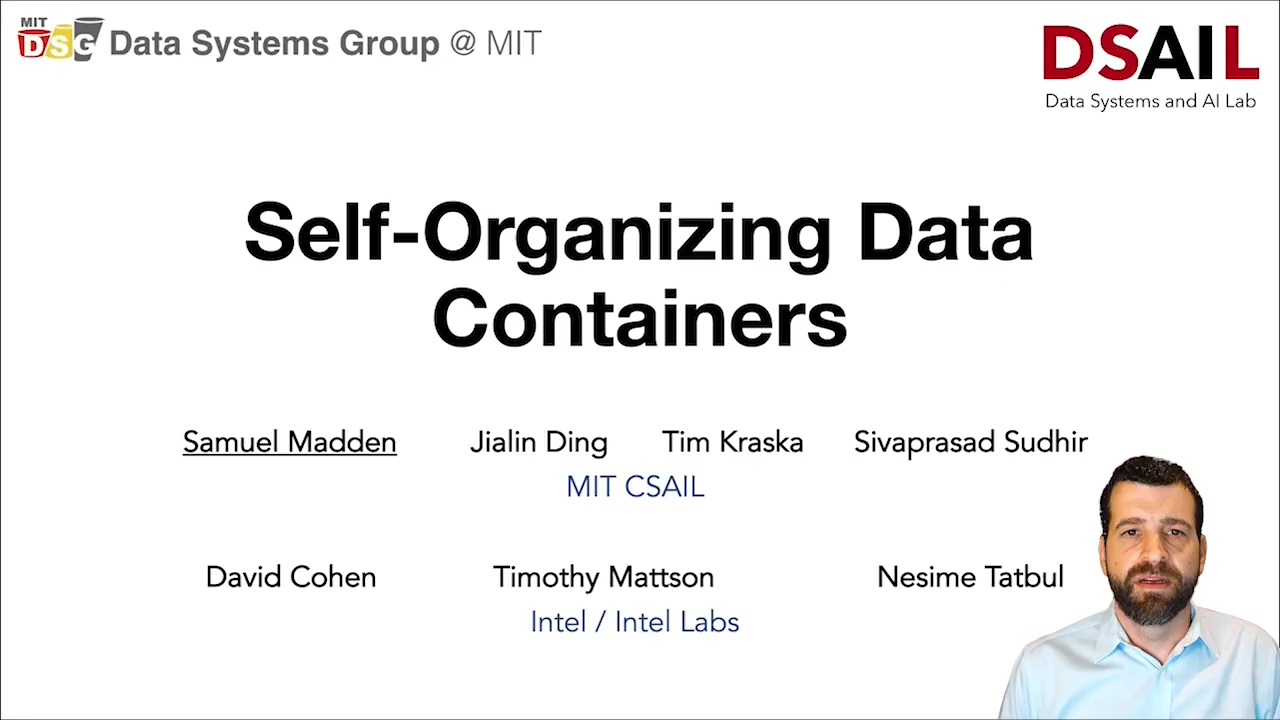 MIT
DSG Data Systems Group @ MIT
DSAIL
Data Systems and AI Lab
Self-Organizing Data
Containers
Samuel Madden Jialin Ding Tim Kraska Sivaprasad Sudhir
MIT CSAIL
David Cohen Timothy Mattson Nesime Tatbul
Intel / Intel Labs